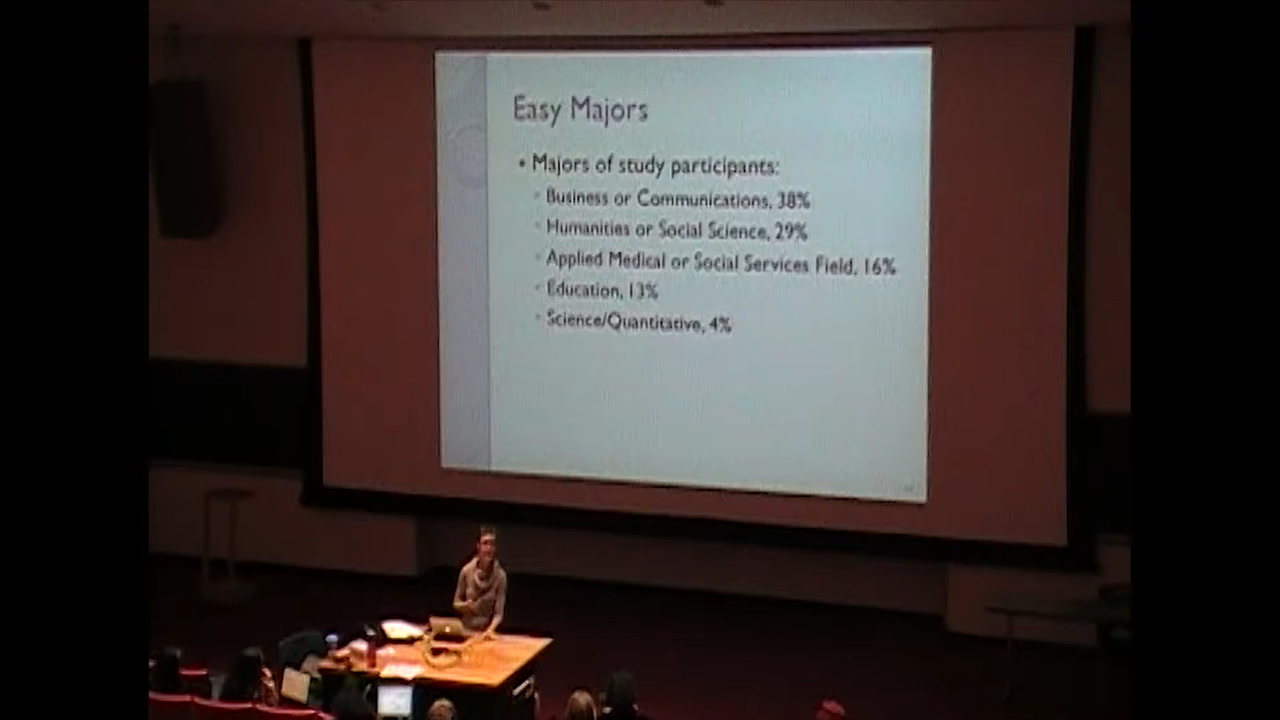 Easy Majors
• Majors of study participants:
◦ Business or Communications, 38%
◦ Humanities or Social Science, 29%
◦ Applied Medical or Social Services Field, 16%
◦ Education, 13%
◦ Science/Quantitative, 4%